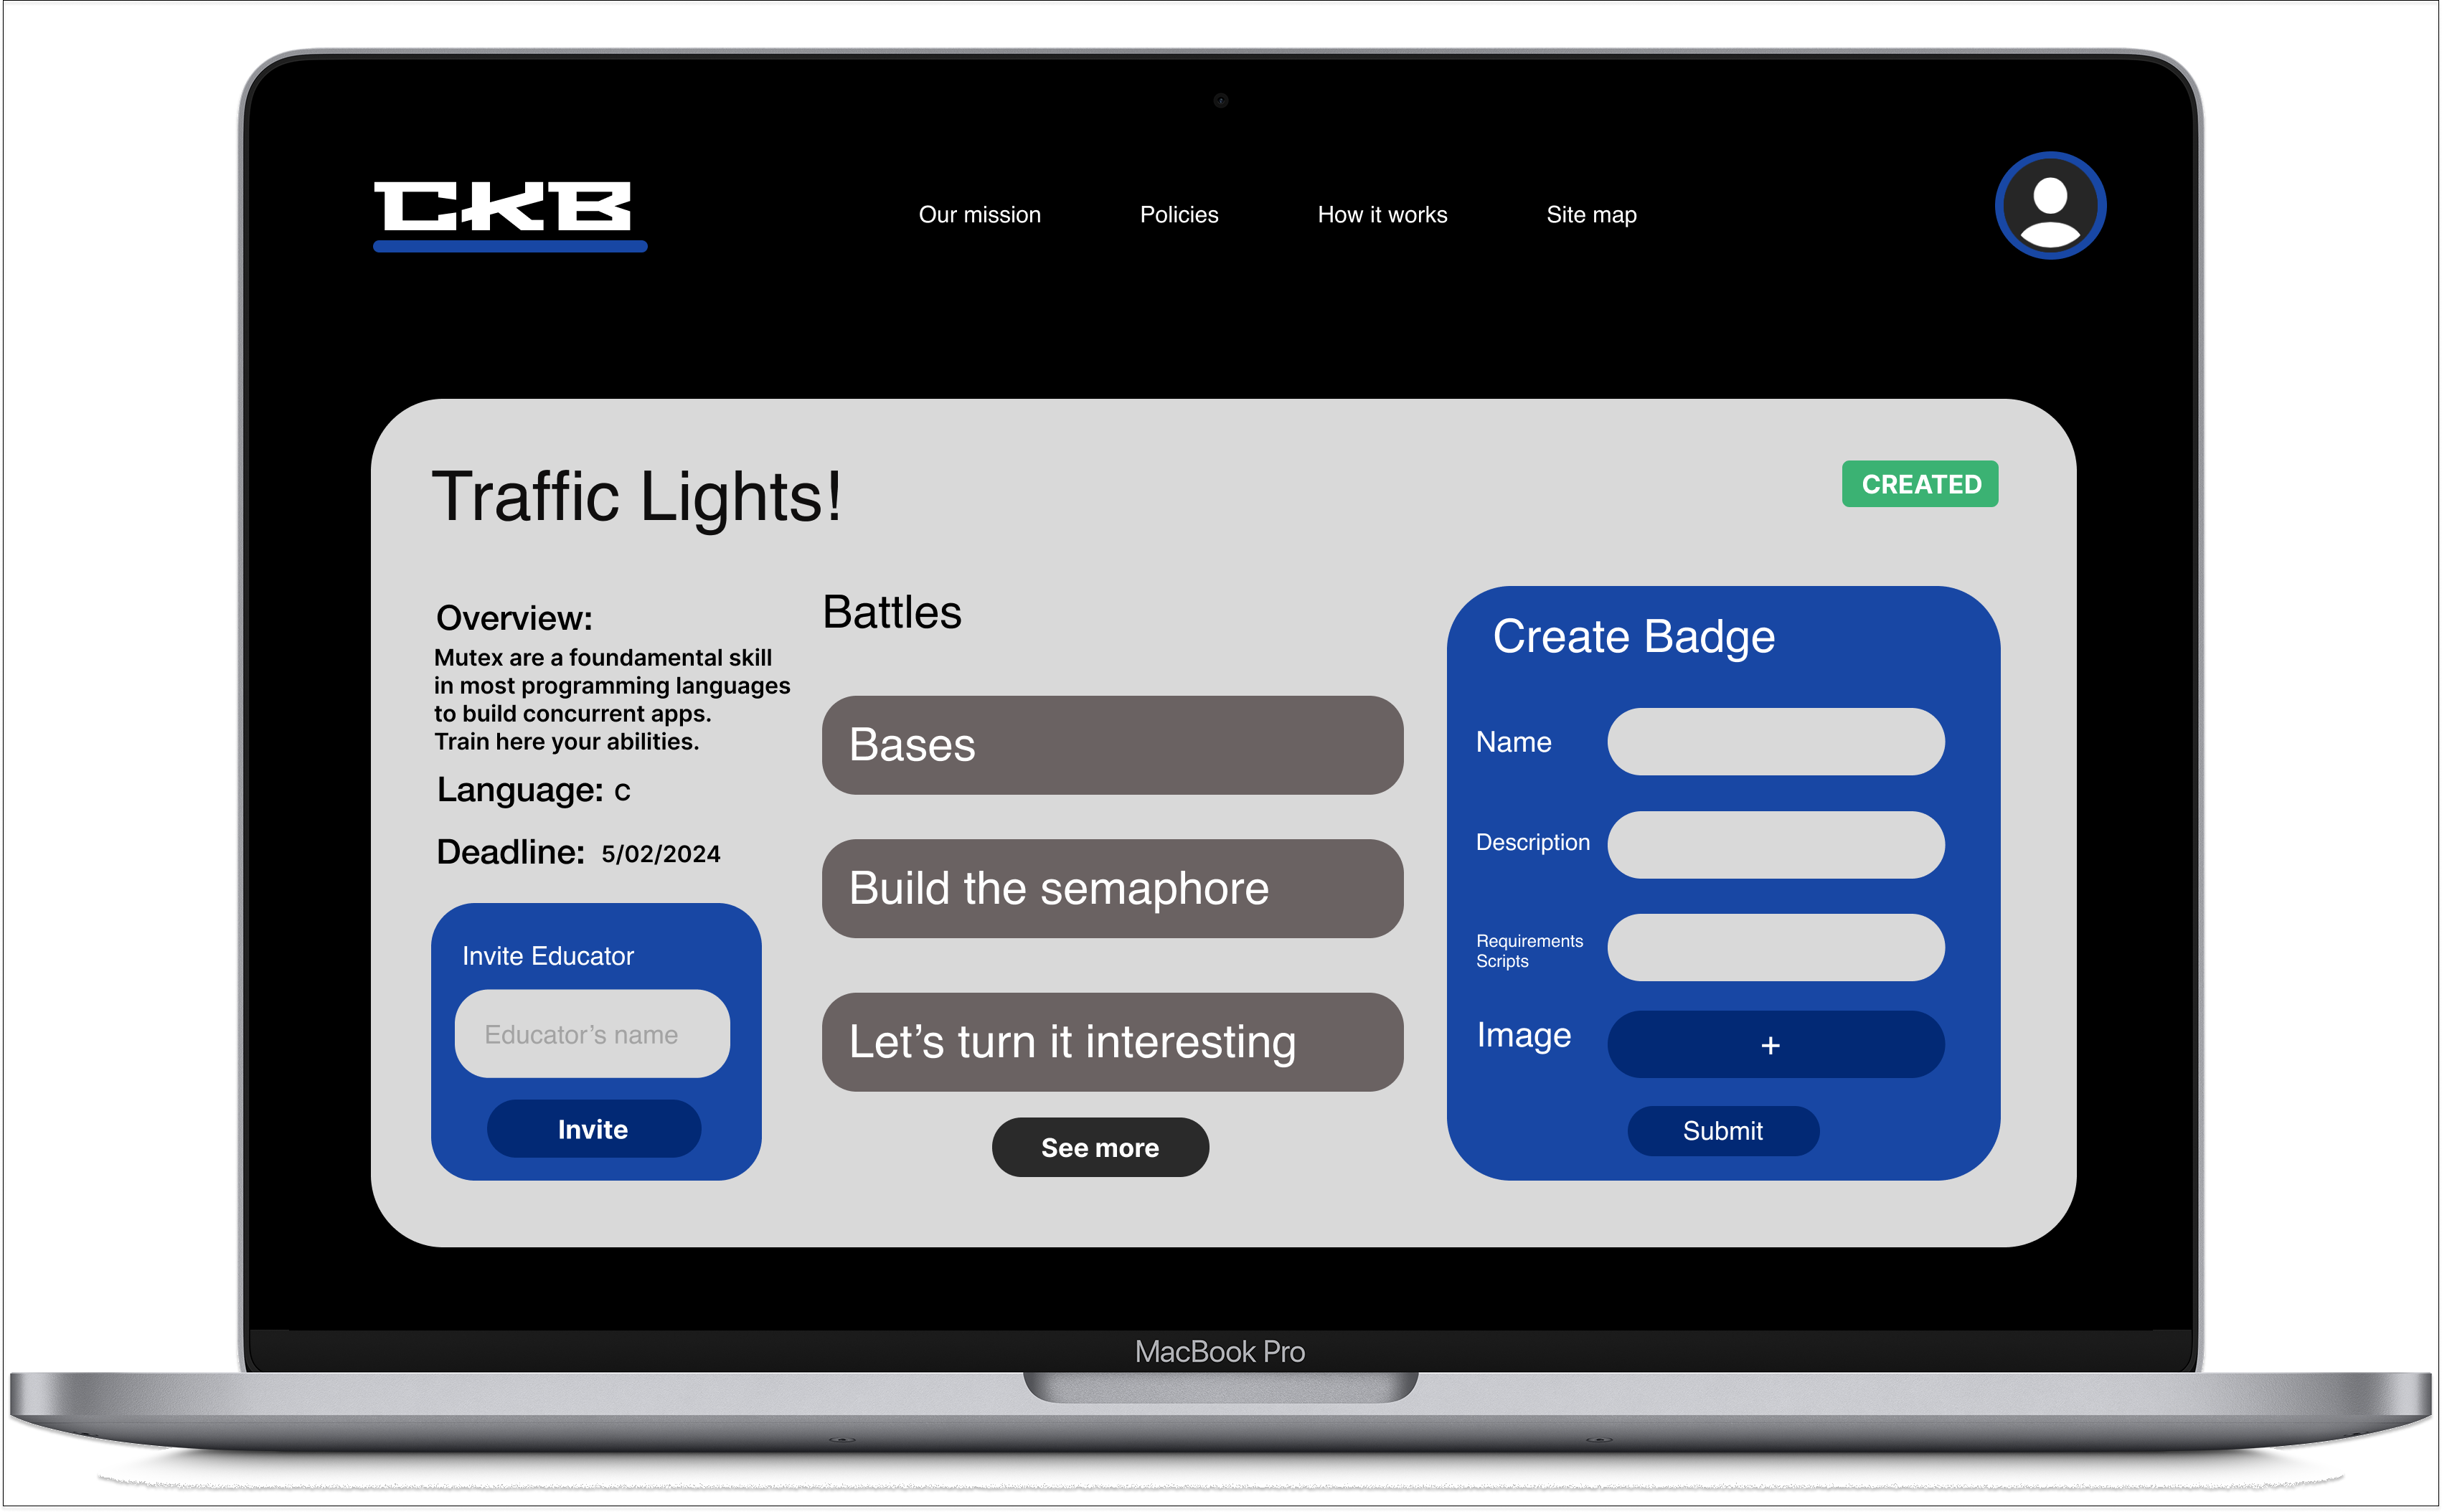 CKB
Our mission
Policies
How it works
Site map
Traffic Lights!
CREATED
Overview:
Mutex are a foundamental skill
in most programming languages
to build concurrent apps.
Train here your abilities.
Language: C
Deadline: 5/02/2024
Invite Educator
Educator’s name
Invite
Battles
Bases
Build the semaphore
Let’s turn it interesting
See more
Create Badge
Name
Description
Requirements
Scripts
Image
+
Submit
MacBook Pro